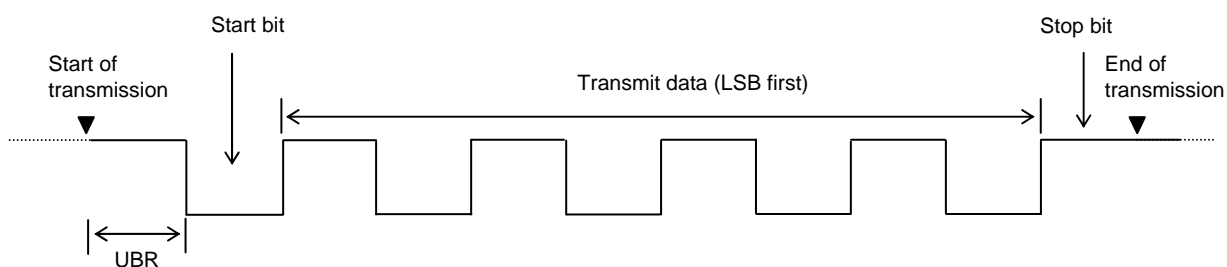 Start bit
Stop bit
Start of
transmission
Transmit data (LSB first)
End of
transmission
UBR